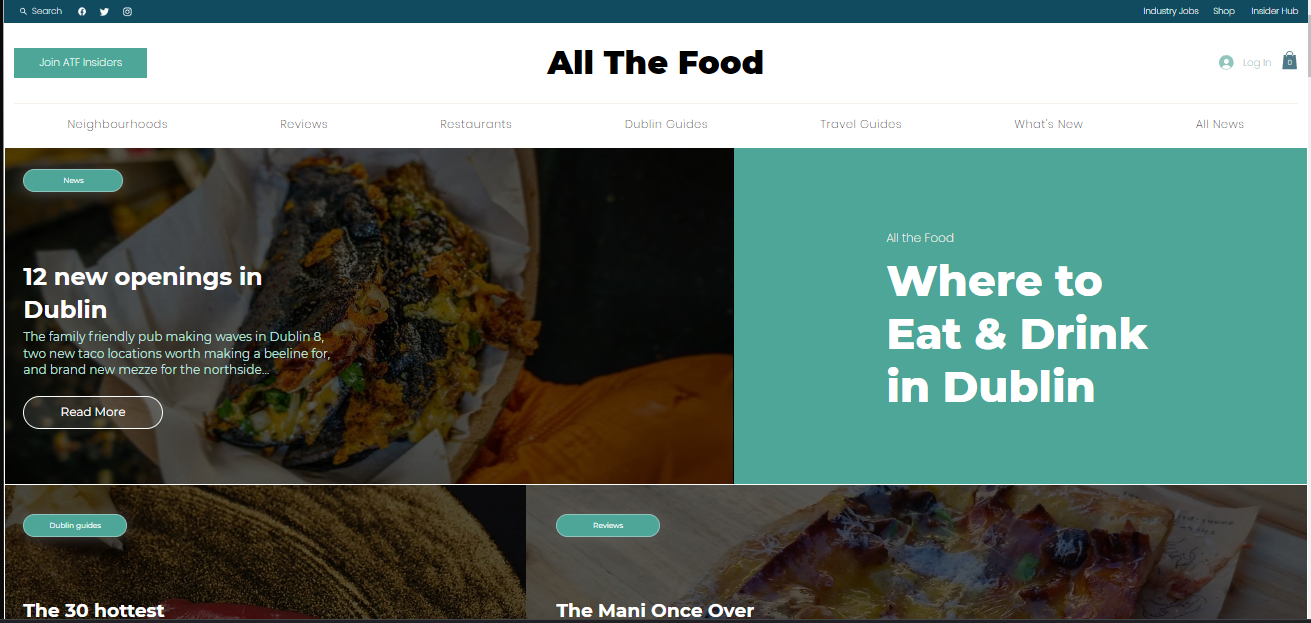 Search
Industry Jobs
Shop
Insider Hub
Join ATF Insiders
All The Food
Log In
0
Neighbourhoods
Reviews
Restaurants
Dublin Guides
Travel Guides
What's New
All News
News
12 new openings in
Dublin
The family friendly pub making waves in Dublin 8,
two new taco locations worth making a beeline for,
and brand new mezze for the northside...
Read More
All the Food
Where to
Eat & Drink
in Dublin
Dublin guides
The 30 hottest
Reviews
The Mani Once Over